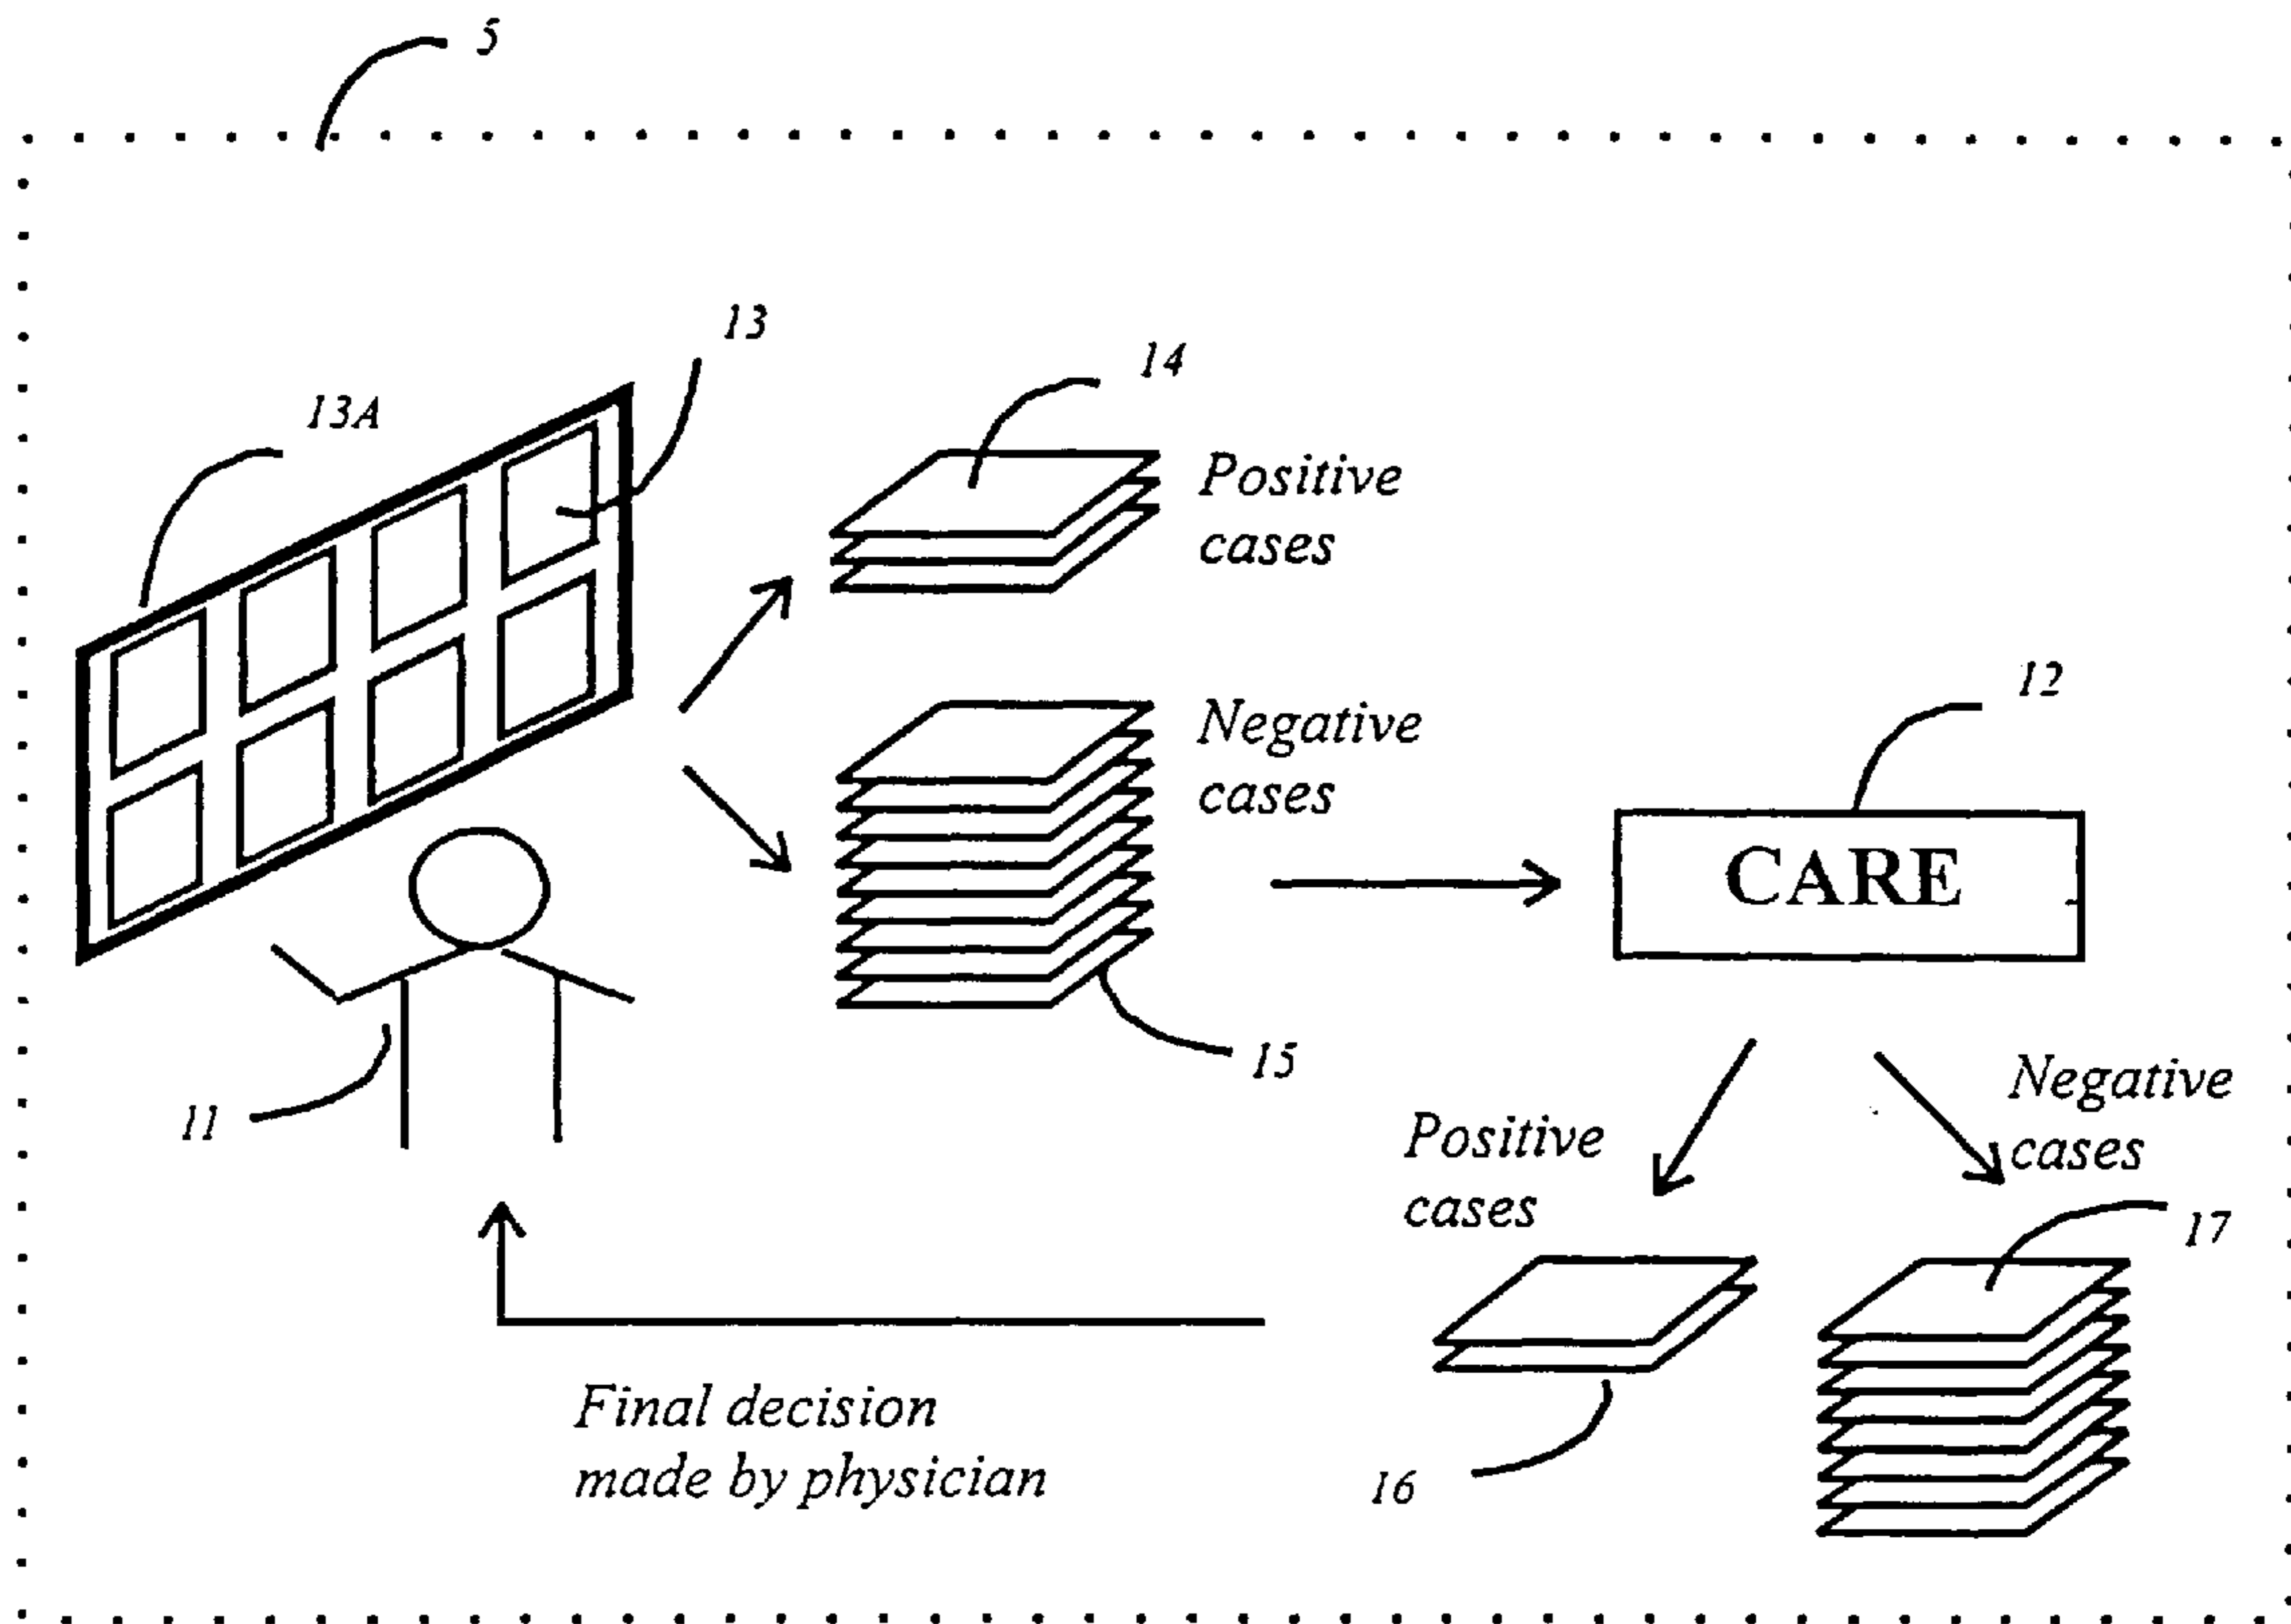 5
13
14
13A
Positive
cases
12
Negative
cases
CARE
15
11
Negative
cases
Positive
cases
17
Final decision
made by physician
16